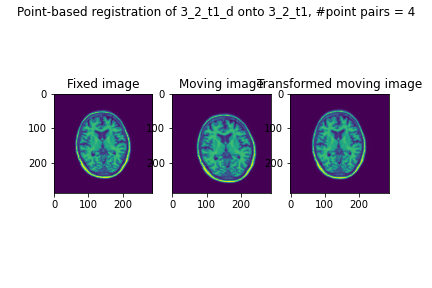 Point-based registration of 3_2_t1_d onto 3_2_t1, #point pairs = 4
Fixed image Moving image Transformed moving image
0 0 0
100 100 100
200 200 200
0 100 200 0 100 200 0 100 200